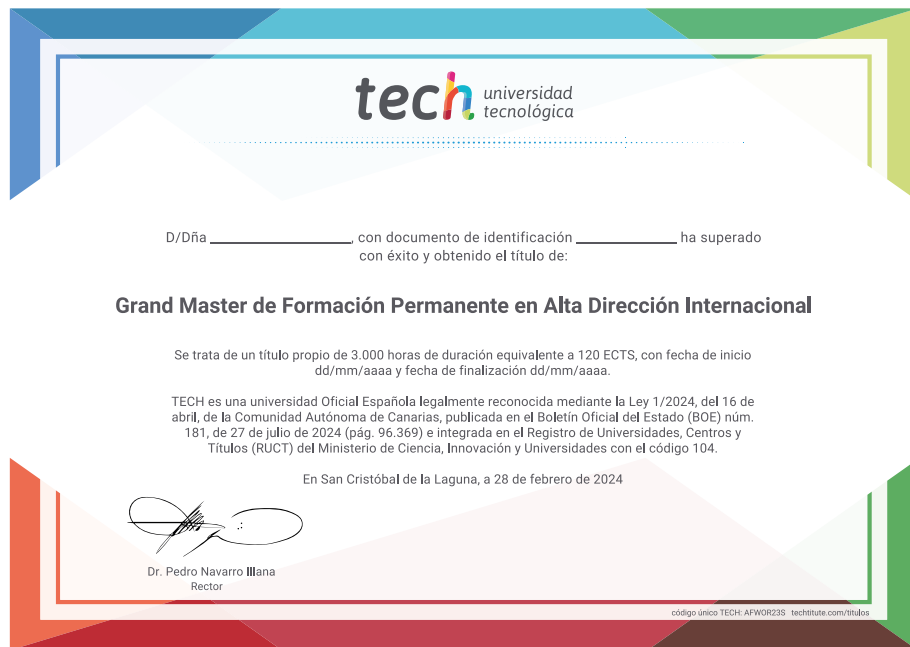 tech universidad
tecnológica
D/Dña ____________________, con documento de identificación ______________ ha superado
con éxito y obtenido el título de:
Grand Master de Formación Permanente en Alta Dirección Internacional
Se trata de un título propio de 3.000 horas de duración equivalente a 120 ECTS, con fecha de inicio
dd/mm/aaaa y fecha de finalización dd/mm/aaaa.
TECH es una universidad Oficial Española legalmente reconocida mediante la Ley 1/2024, del 16 de
abril, de la Comunidad Autónoma de Canarias, publicada en el Boletín Oficial del Estado (BOE) núm.
181, de 27 de julio de 2024 (pág. 96.369) e integrada en el Registro de Universidades, Centros y
Títulos (RUCT) del Ministerio de Ciencia, Innovación y Universidades con el código 104.
En San Cristóbal de la Laguna, a 28 de febrero de 2024
Dr. Pedro Navarro Illana
Rector
código único TECH: AFWOR23S techtitute.com/titulos